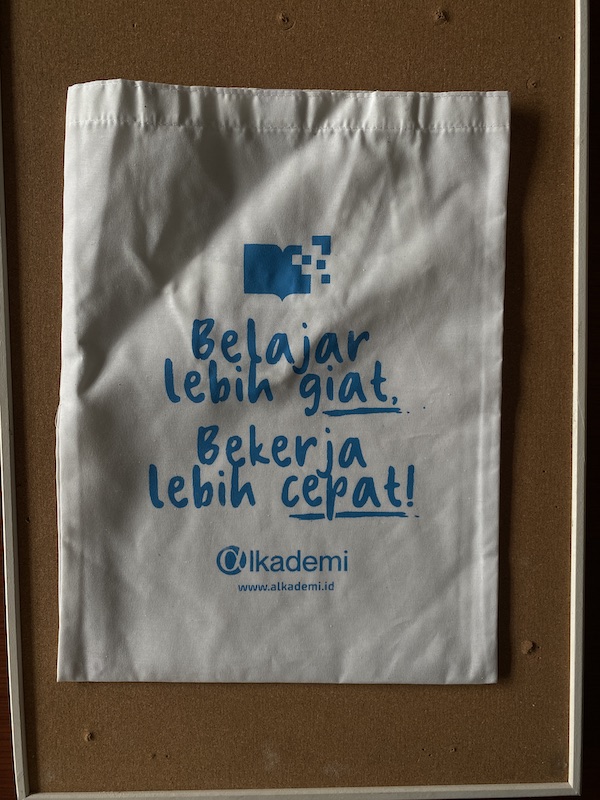 Belajar
lebih giat,
Bekerja
lebih cepat!
alkademi
www.alkademi.id